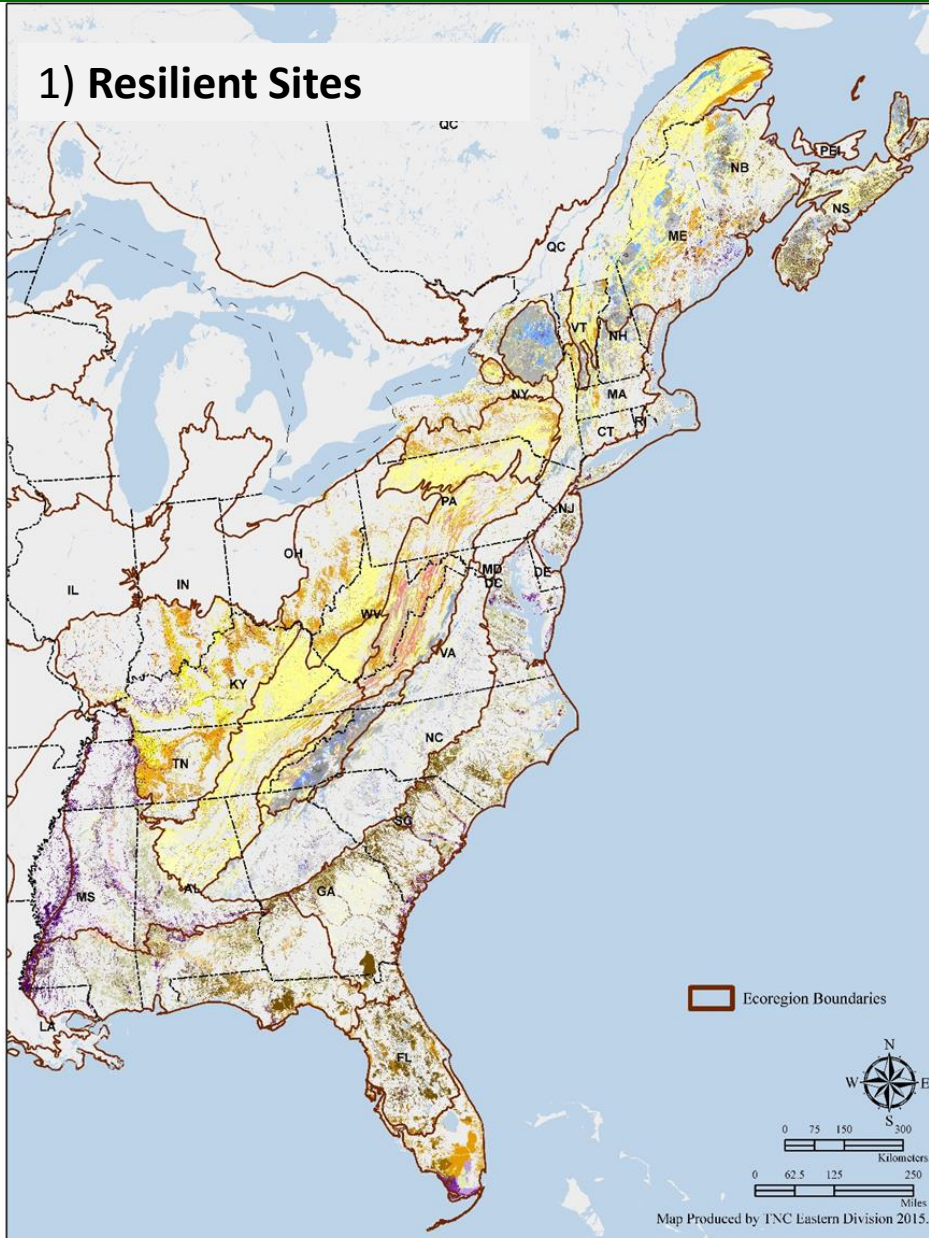 1) Resilient Sites
QC
NB
PEI
NS
QC
ME
VT
NH
NY
MA
CT
RI
PA
NJ
OH
MD
DE
DC
IL
IN
WV
VA
KY
NC
TN
SC
MS
AL
GA
LA
FL
Ecoregion Boundaries
N
W
E
S
0 75 150 300
Kilometers
0 62.5 125 250
Miles
Map Produced by TNC Eastern Division 2015.